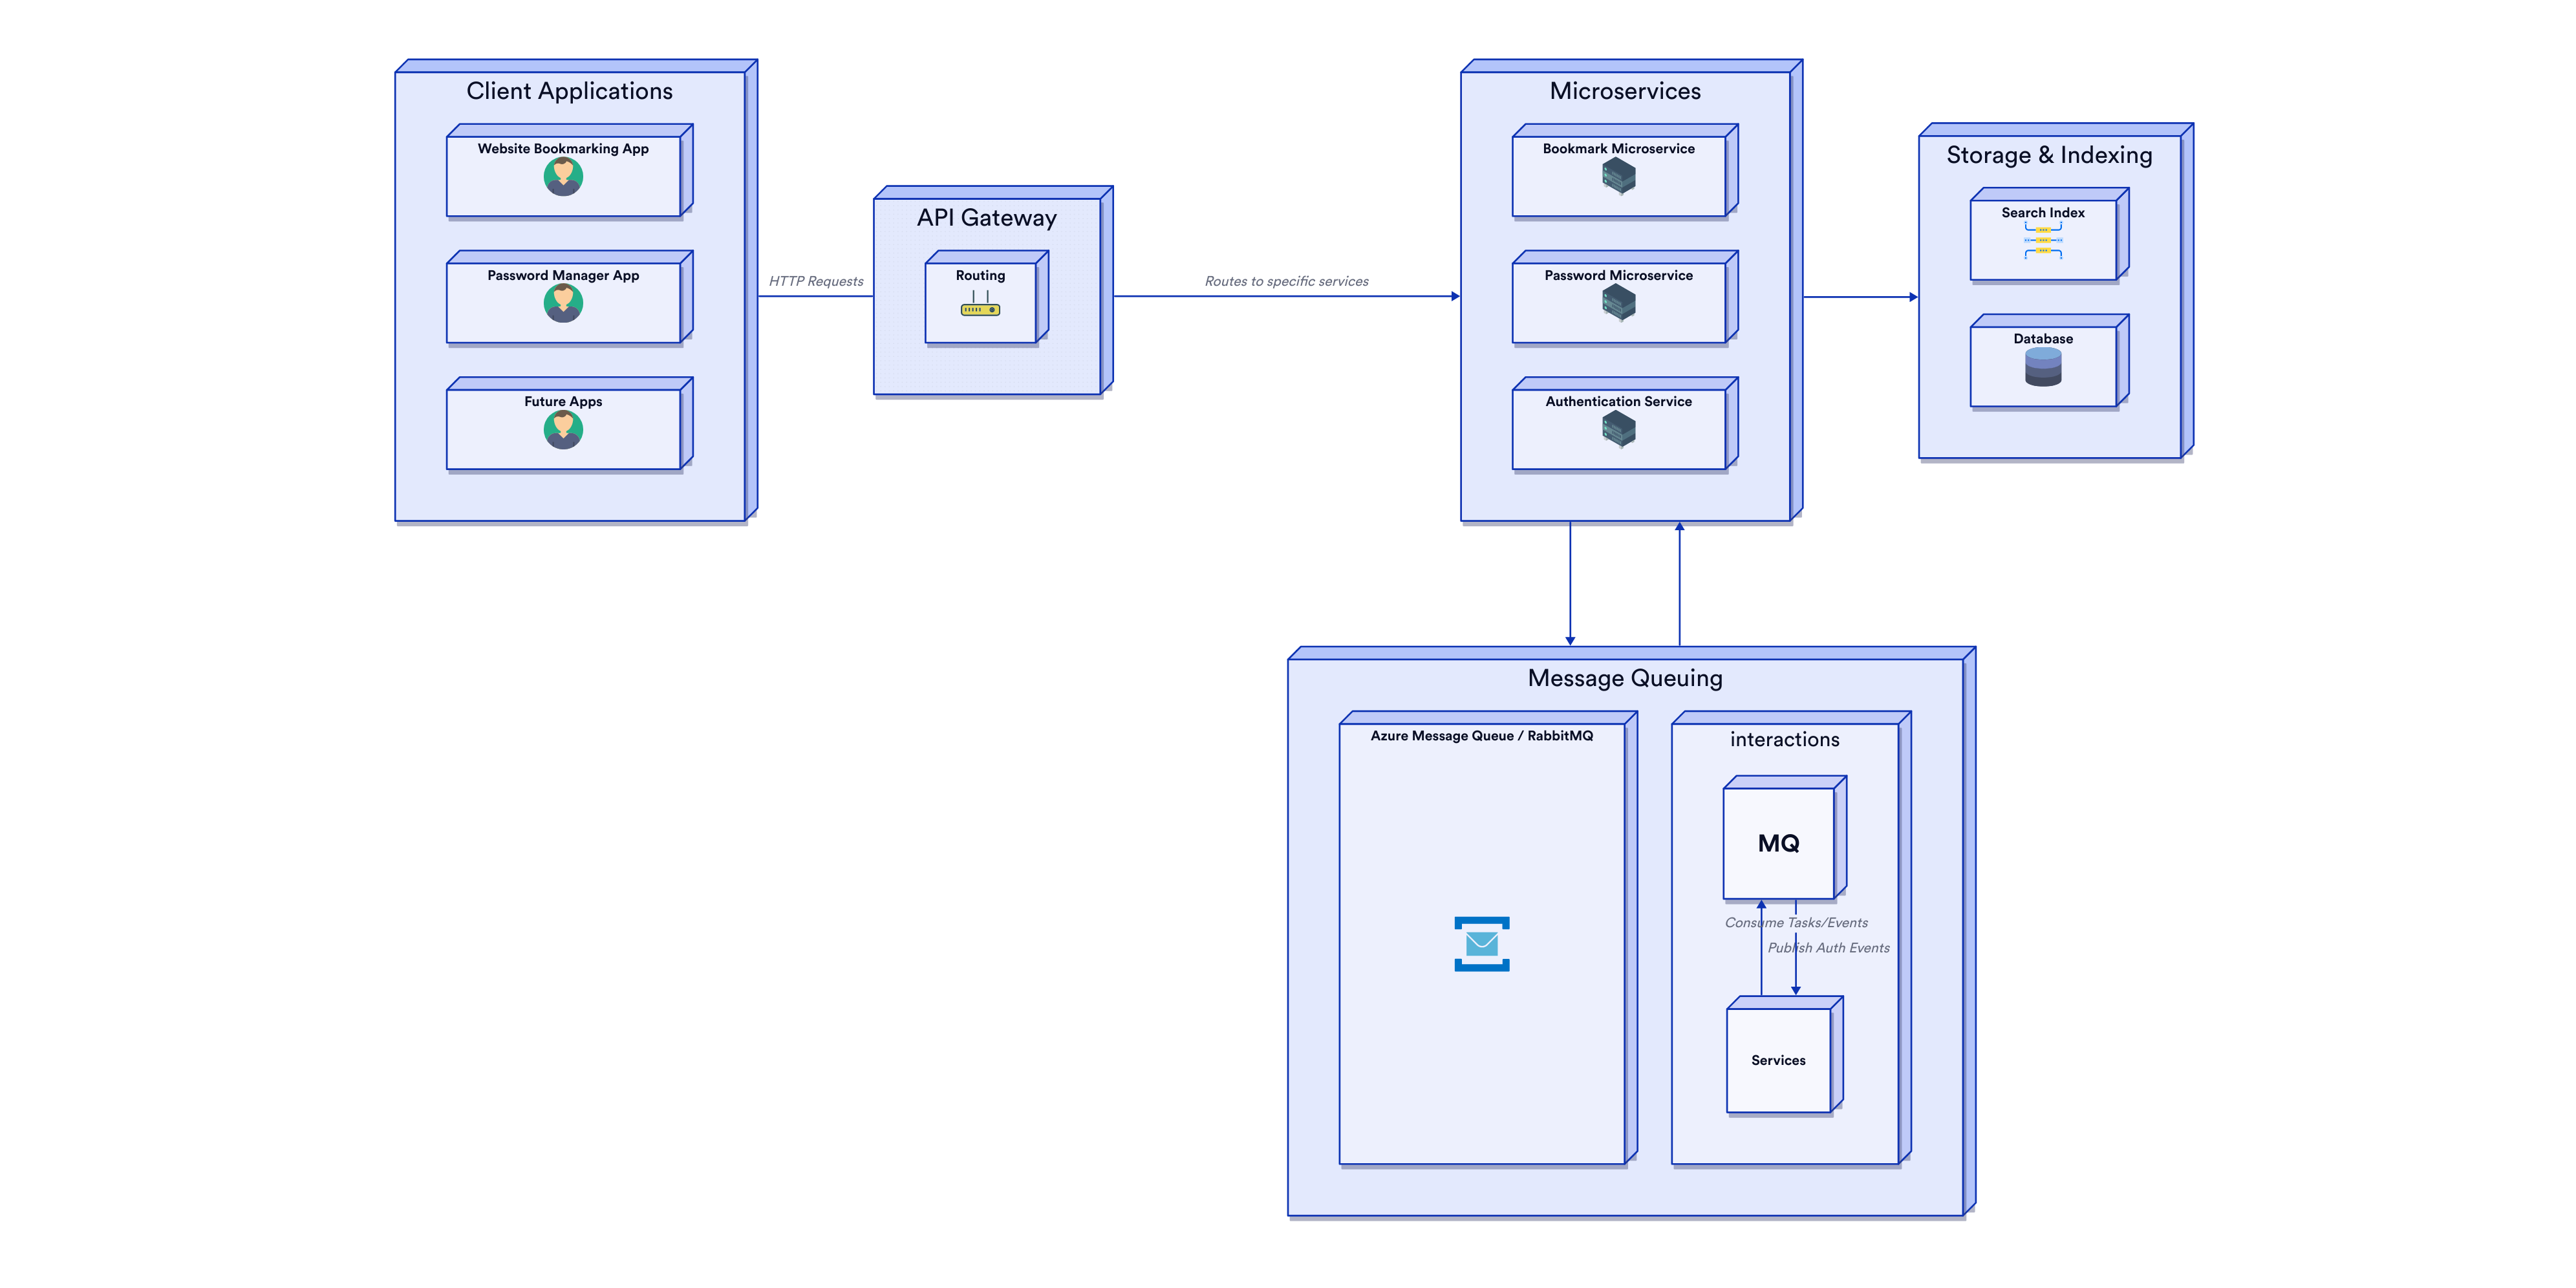 Client Applications
Website Bookmarking App
Password Manager App
Future Apps
HTTP Requests
API Gateway
Routing
Routes to specific services
Microservices
Bookmark Microservice
Password Microservice
Authentication Service
Storage & Indexing
Search Index
Database
Message Queuing
Azure Message Queue / RabbitMQ
interactions
MQ
Consume Tasks/Events
Publish Auth Events
Services